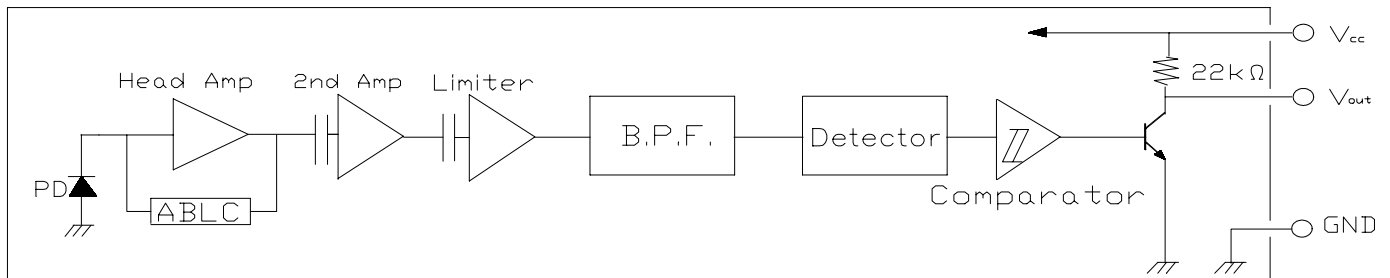 Vcc
22kΩ
Head Amp
2nd Amp
Limiter
Vout
B.P.F.
Detector
PD
ABLC
Comparator
GND